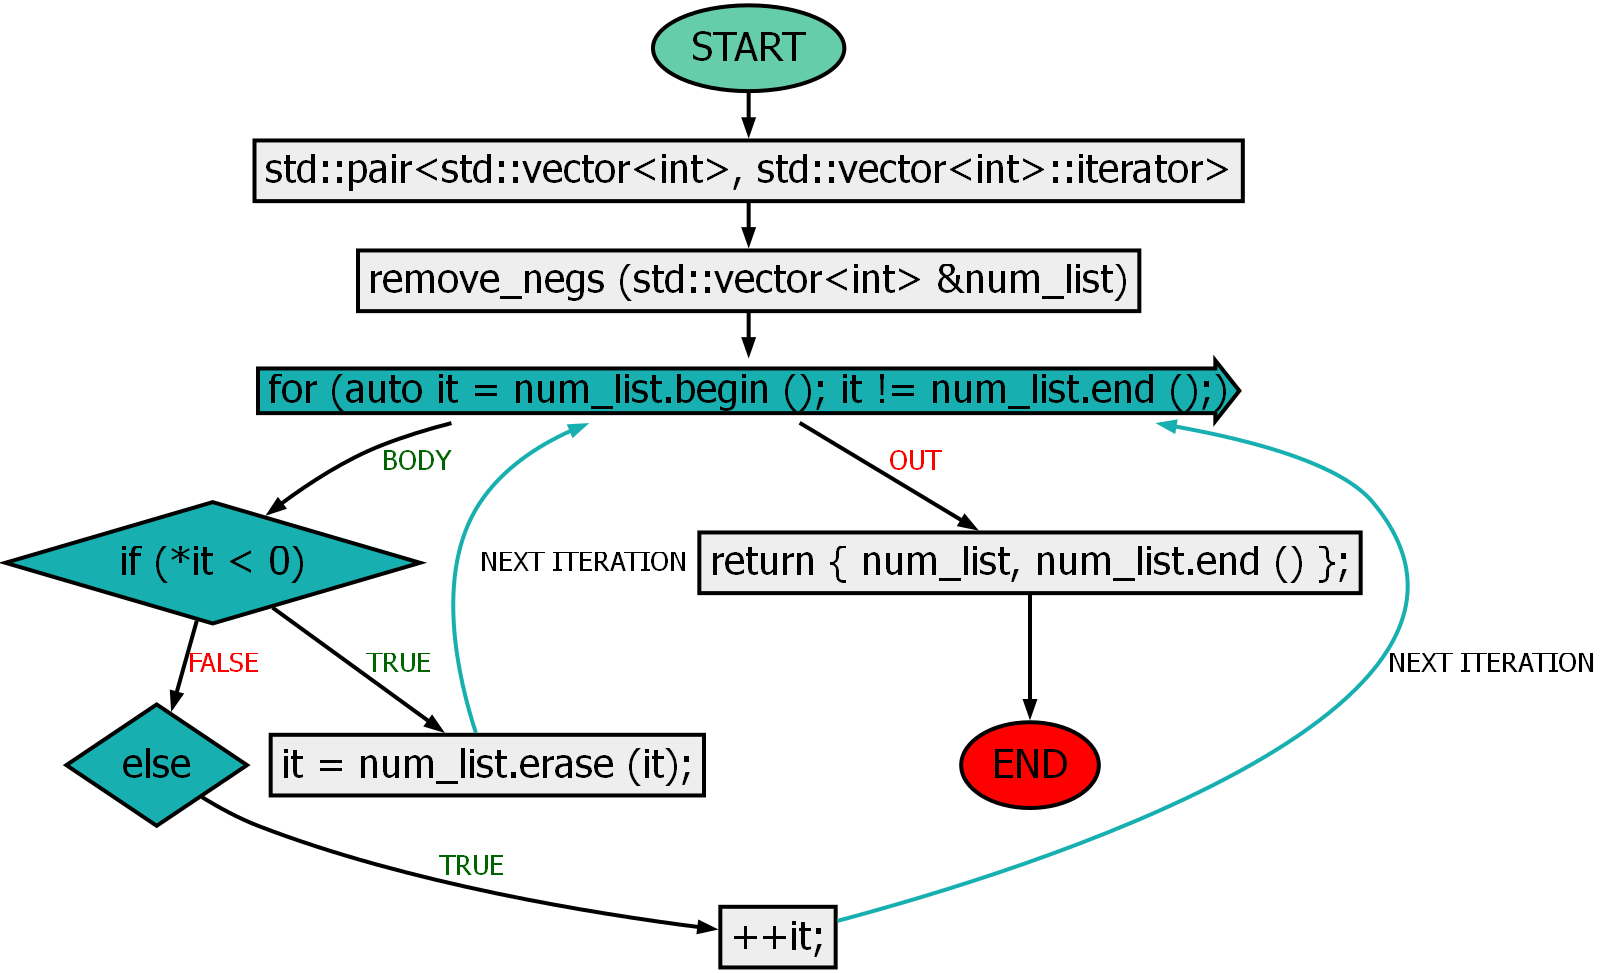 START
std::pair<std::vector<int>, std::vector<int>::iterator>
remove_negs (std::vector<int> &num_list)
for (auto it = num_list.begin (); it != num_list.end ();)
BODY
OUT
if (*it < 0)
NEXT ITERATION
return { num_list, num_list.end () };
FALSE
TRUE
NEXT ITERATION
else
it = num_list.erase (it);
END
TRUE
++it;